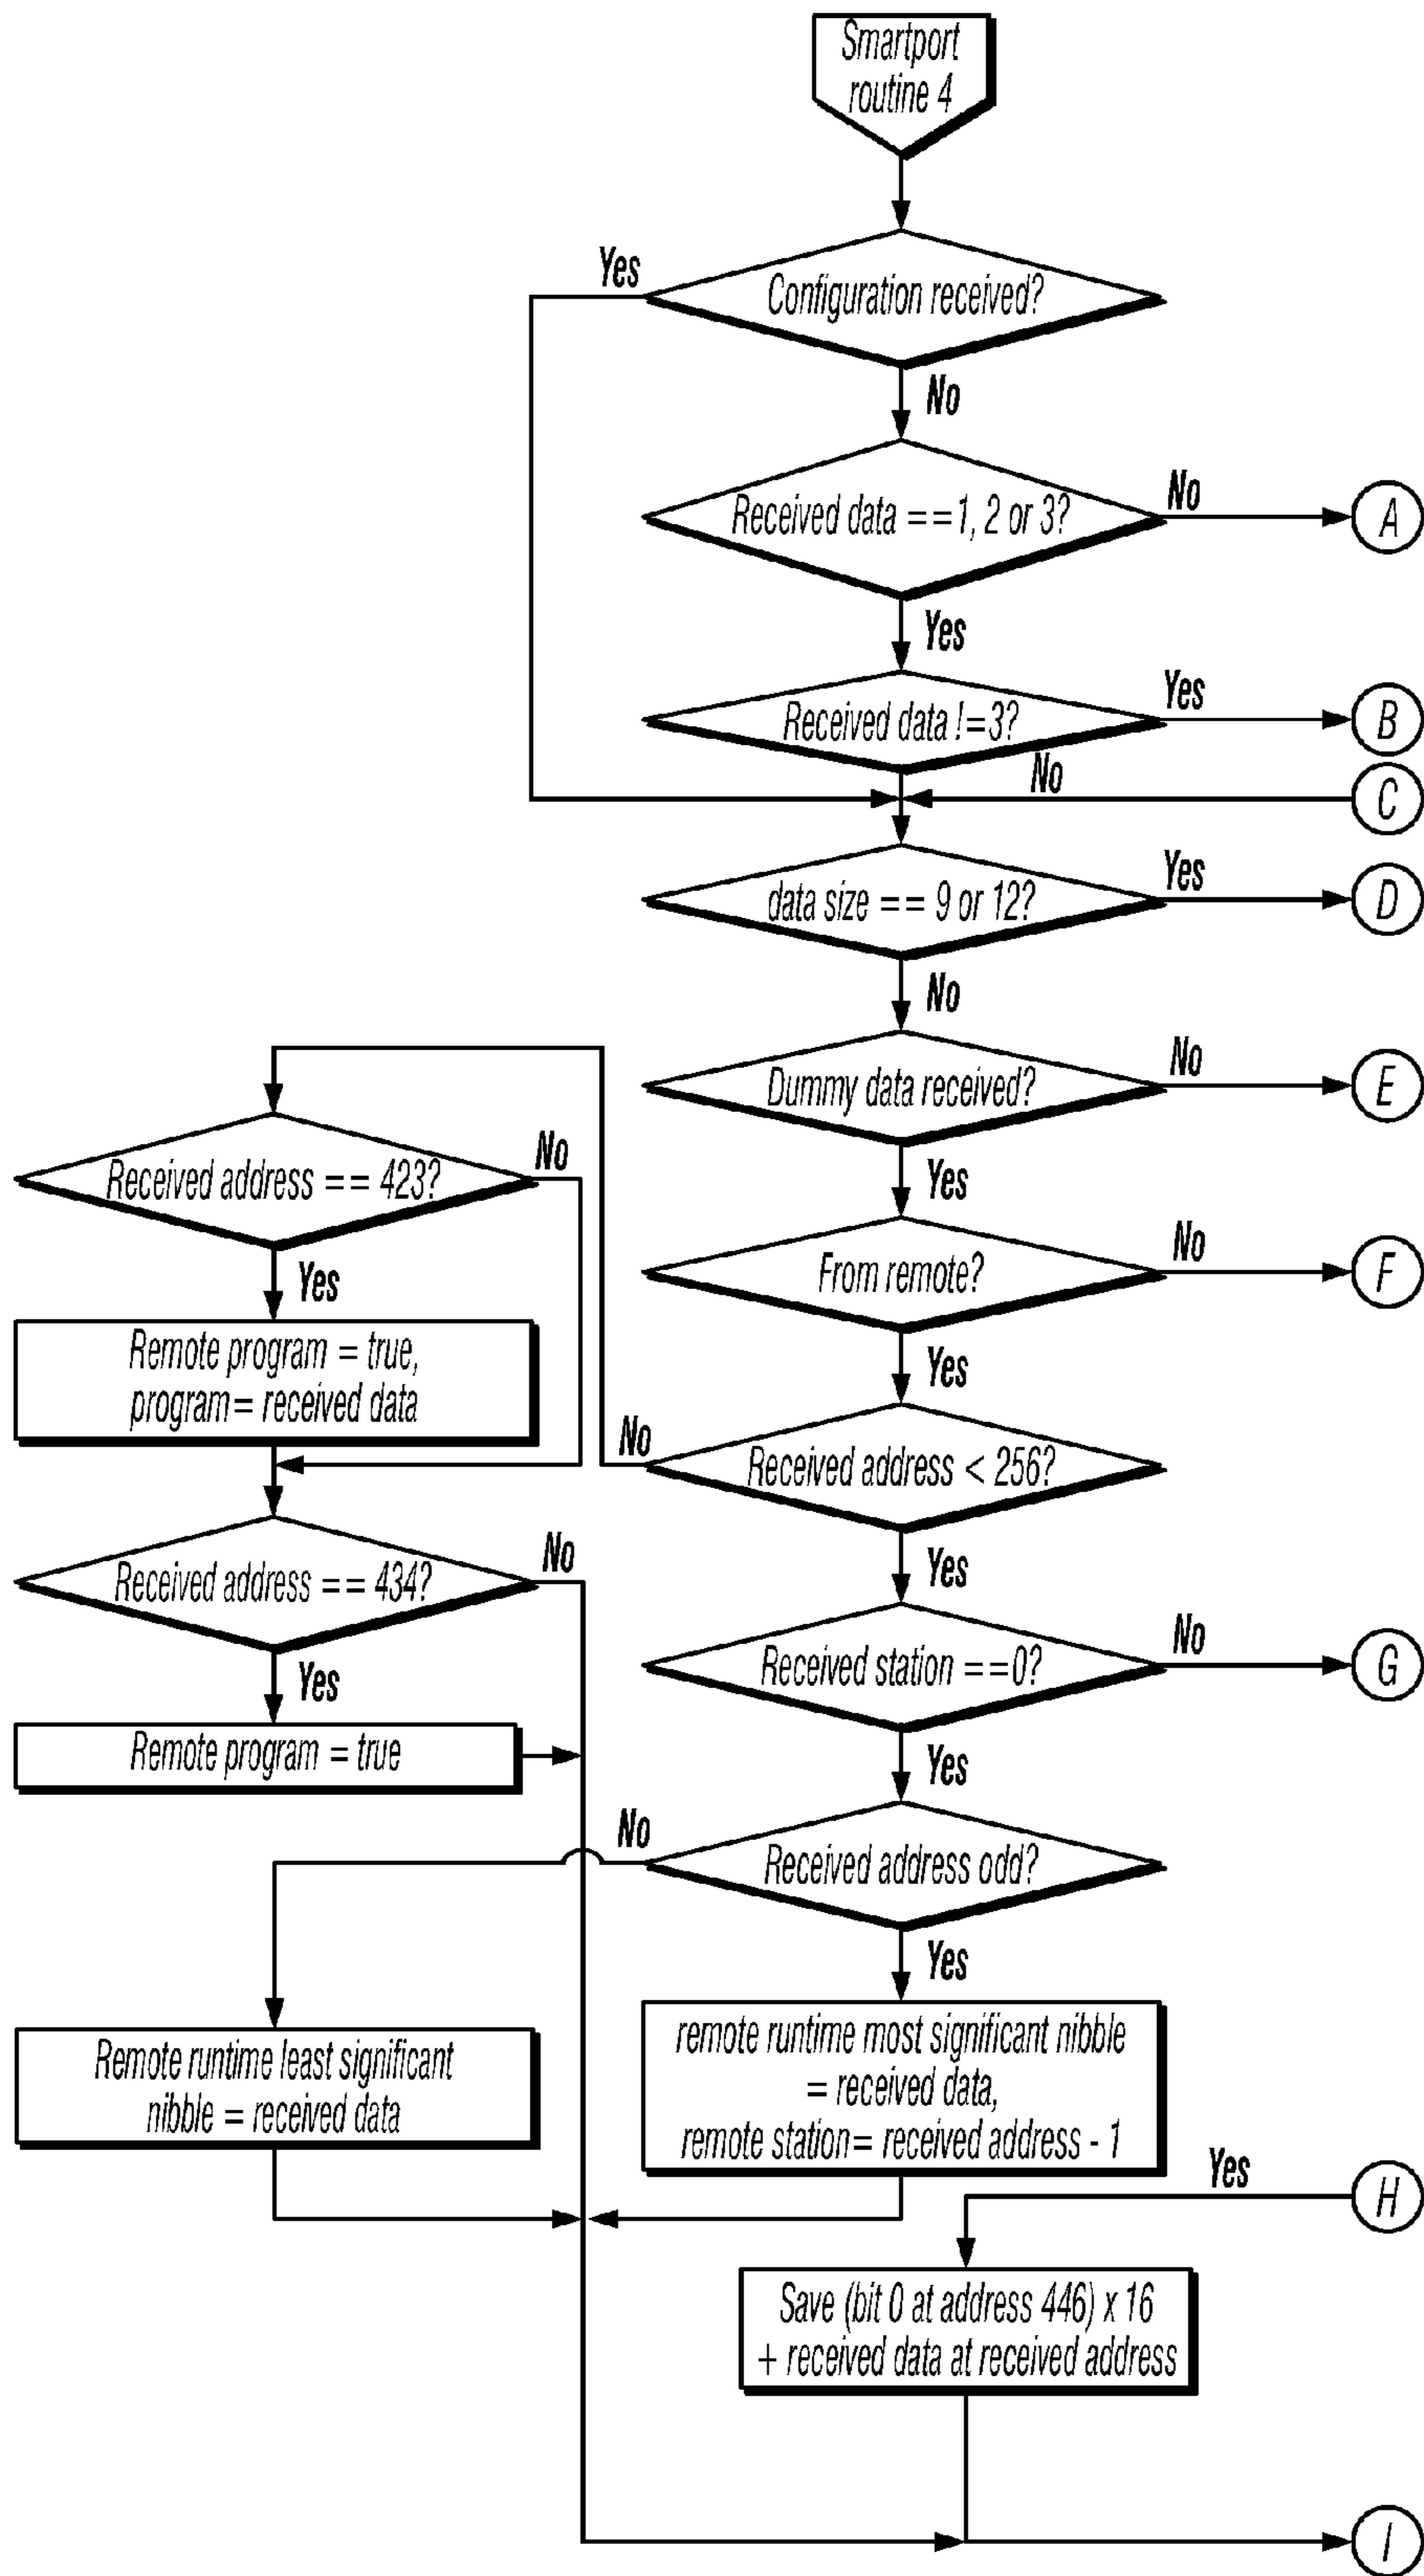 Smartport
routine 4
Yes
Configuration received?
No
Received data ==1, 2 or 3?
No
A
Yes
Received data !=3?
Yes
B
No
C
data size == 9 or 12?
Yes
D
No
Dummy data received?
No
E
Yes
From remote?
No
F
Yes
Received address < 256?
No
Received address == 423?
No
Yes
Remote program = true,
program= received data
Received address == 434?
No
Yes
Remote program = true
Yes
Received station ==0?
No
G
Yes
Received address odd?
No
Yes
Remote runtime least significant
nibble = received data
remote runtime most significant nibble
= received data,
remote station= received address - 1
Yes
H
Save (bit 0 at address 446) x 16
+ received data at received address
I